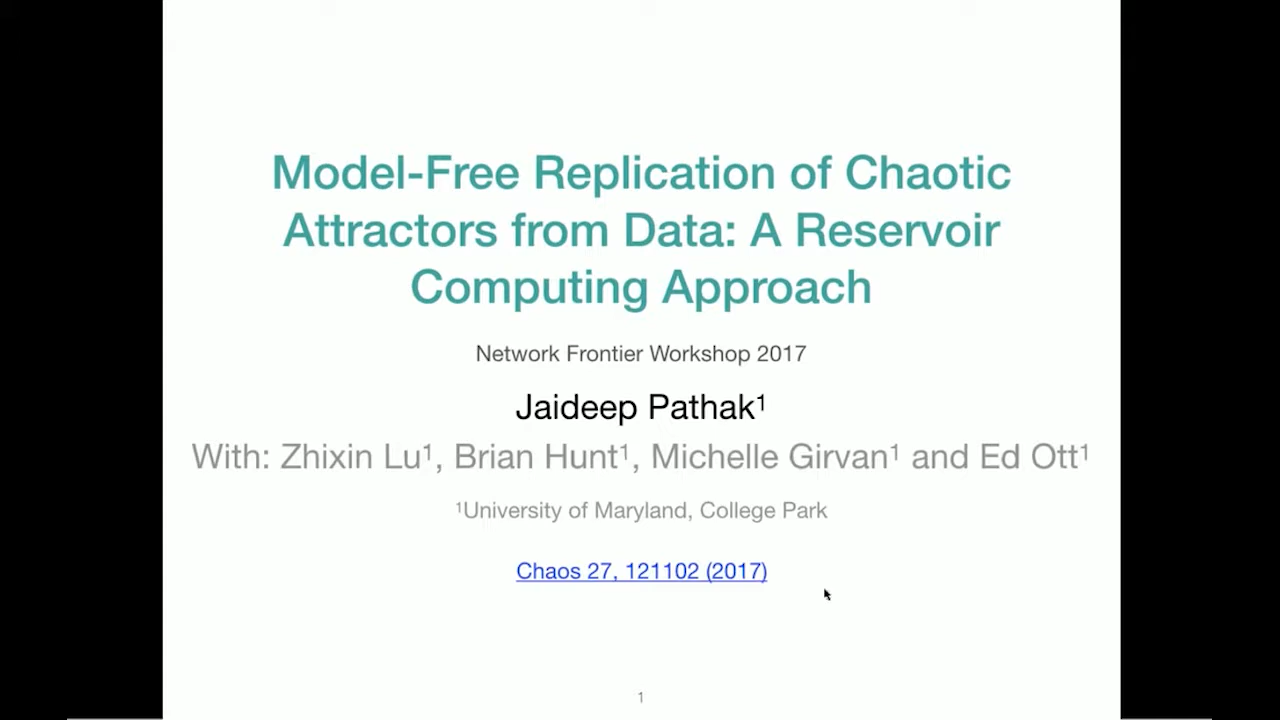 Model-Free Replication of Chaotic
Attractors from Data: A Reservoir
Computing Approach
Network Frontier Workshop 2017
Jaideep Pathak¹
With: Zhixin Lu¹, Brian Hunt¹, Michelle Girvan¹ and Ed Ott¹
¹University of Maryland, College Park
Chaos 27, 121102 (2017)
1